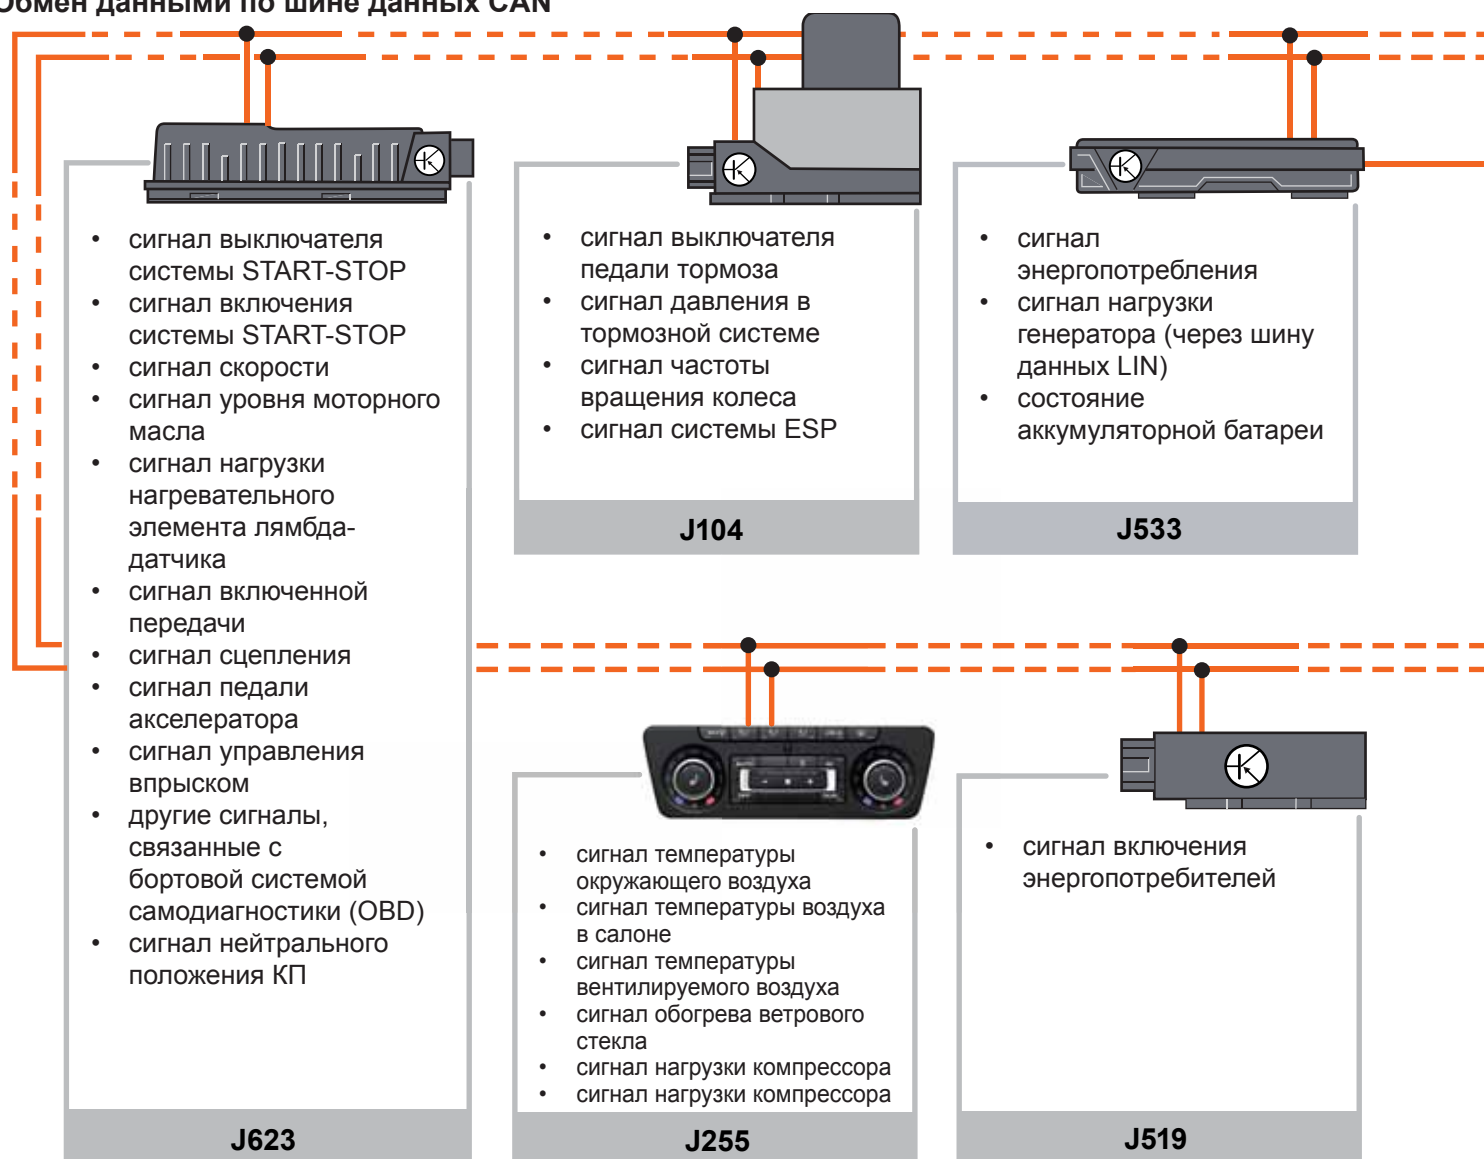 Обмен данными по шине данных CAN
• сигнал выключателя
системы START-STOP
• сигнал включения
системы START-STOP
• сигнал скорости
• сигнал уровня моторного
масла
• сигнал нагрузки
нагревательного
элемента лямбда-
датчика
• сигнал включенной
передачи
• сигнал сцепления
• сигнал педали
акселератора
• сигнал управления
впрыском
• другие сигналы,
связанные с
бортовой системой
самодиагностики (OBD)
• сигнал нейтрального
положения КП
J623
• сигнал выключателя
педали тормоза
• сигнал давления в
тормозной системе
• сигнал частоты
вращения колеса
• сигнал системы ESP
J104
• сигнал
энергопотребления
• сигнал нагрузки
генератора (через шину
данных LIN)
• состояние
аккумуляторной батареи
J533
• сигнал температуры
окружающего воздуха
• сигнал температуры воздуха
в салоне
• сигнал температуры
вентилируемого воздуха
• сигнал обогрева ветрового
стекла
• сигнал нагрузки компрессора
• сигнал нагрузки компрессора
J255
• сигнал включения
энергопотребителей
J519